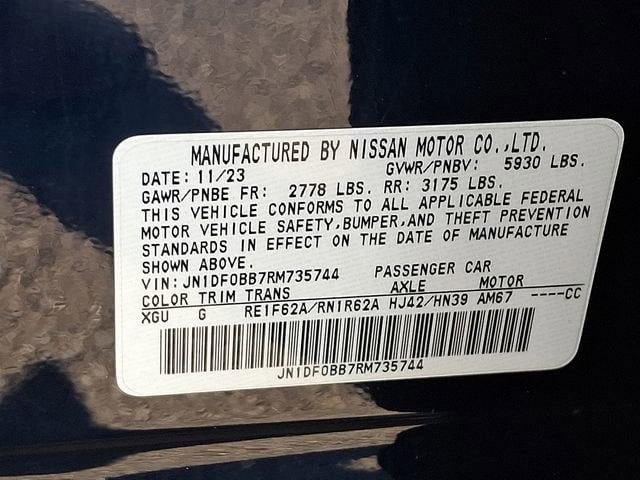 MANUFACTURED BY NISSAN MOTOR CO.,LTD.
DATE: 11/23 GVWR/PNBV: 5930 LBS.
GAWR/PNBE FR: 2778 LBS. RR: 3175 LBS.
THIS VEHICLE CONFORMS TO ALL APPLICABLE FEDERAL
MOTOR VEHICLE SAFETY,BUMPER,AND THEFT PREVENTION
STANDARDS IN EFFECT ON THE DATE OF MANUFACTURE
SHOWN ABOVE.
VIN: JN1DF0BB7RM735744 PASSENGER CAR
COLOR TRIM TRANS AXLE MOTOR
XGU G RE1F62A/RN1R62A HJ42/HN39 AM67 ----CC
JN1DF0BB7RM735744